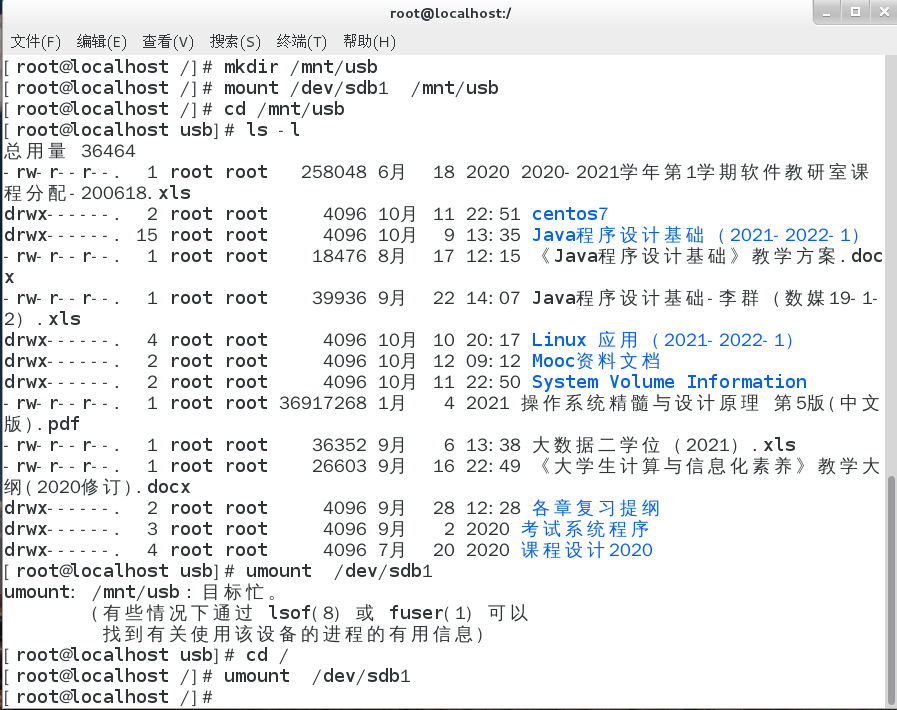 root@localhost:/
文件(F) 编辑(E) 查看(V) 搜索(S) 终端(T) 帮助(H)
[root@localhost /]# mkdir /mnt/usb
[root@localhost /]# mount /dev/sdb1  /mnt/usb
[root@localhost /]# cd /mnt/usb
[root@localhost usb]# ls -l
总用量 36464
-rw-r--r--.  1 root root   258048 6月   18 2020 2020-2021学年第1学期软件教研室课
程分配-200618.xls
drwx------.  2 root root     4096 10月  11 22:51 centos7
drwx------. 15 root root     4096 10月   9 13:35 Java程序设计基础（2021-2022-1）
-rw-r--r--.  1 root root    18476 8月   17 12:15 《Java程序设计基础》教学方案.doc
x
-rw-r--r--.  1 root root    39936 9月   22 14:07 Java程序设计基础-李群（数媒19-1-
2）.xls
drwx------.  4 root root     4096 10月  10 20:17 Linux 应用（2021-2022-1）
drwx------.  2 root root     4096 10月  12 09:12 Mooc资料文档
drwx------.  2 root root     4096 10月  11 22:50 System Volume Information
-rw-r--r--.  1 root root 36917268 1月    4 2021 操作系统精髓与设计原理 第5版(中文
版).pdf
-rw-r--r--.  1 root root    36352 9月    6 13:38 大数据二学位（2021）.xls
-rw-r--r--.  1 root root    26603 9月   16 22:49 《大学生计算与信息化素养》教学大
纲(2020修订).docx
drwx------.  2 root root     4096 9月   28 12:28 各章复习提纲
drwx------.  3 root root     4096 9月    2 2020 考试系统程序
drwx------.  4 root root     4096 7月   20 2020 课程设计2020
[root@localhost usb]# umount  /dev/sdb1
umount: /mnt/usb：目标忙。
（有些情况下通过 lsof(8) 或 fuser(1) 可以
找到有关使用该设备的进程的有用信息）
[root@localhost usb]# cd /
[root@localhost /]# umount  /dev/sdb1
[root@localhost /]#